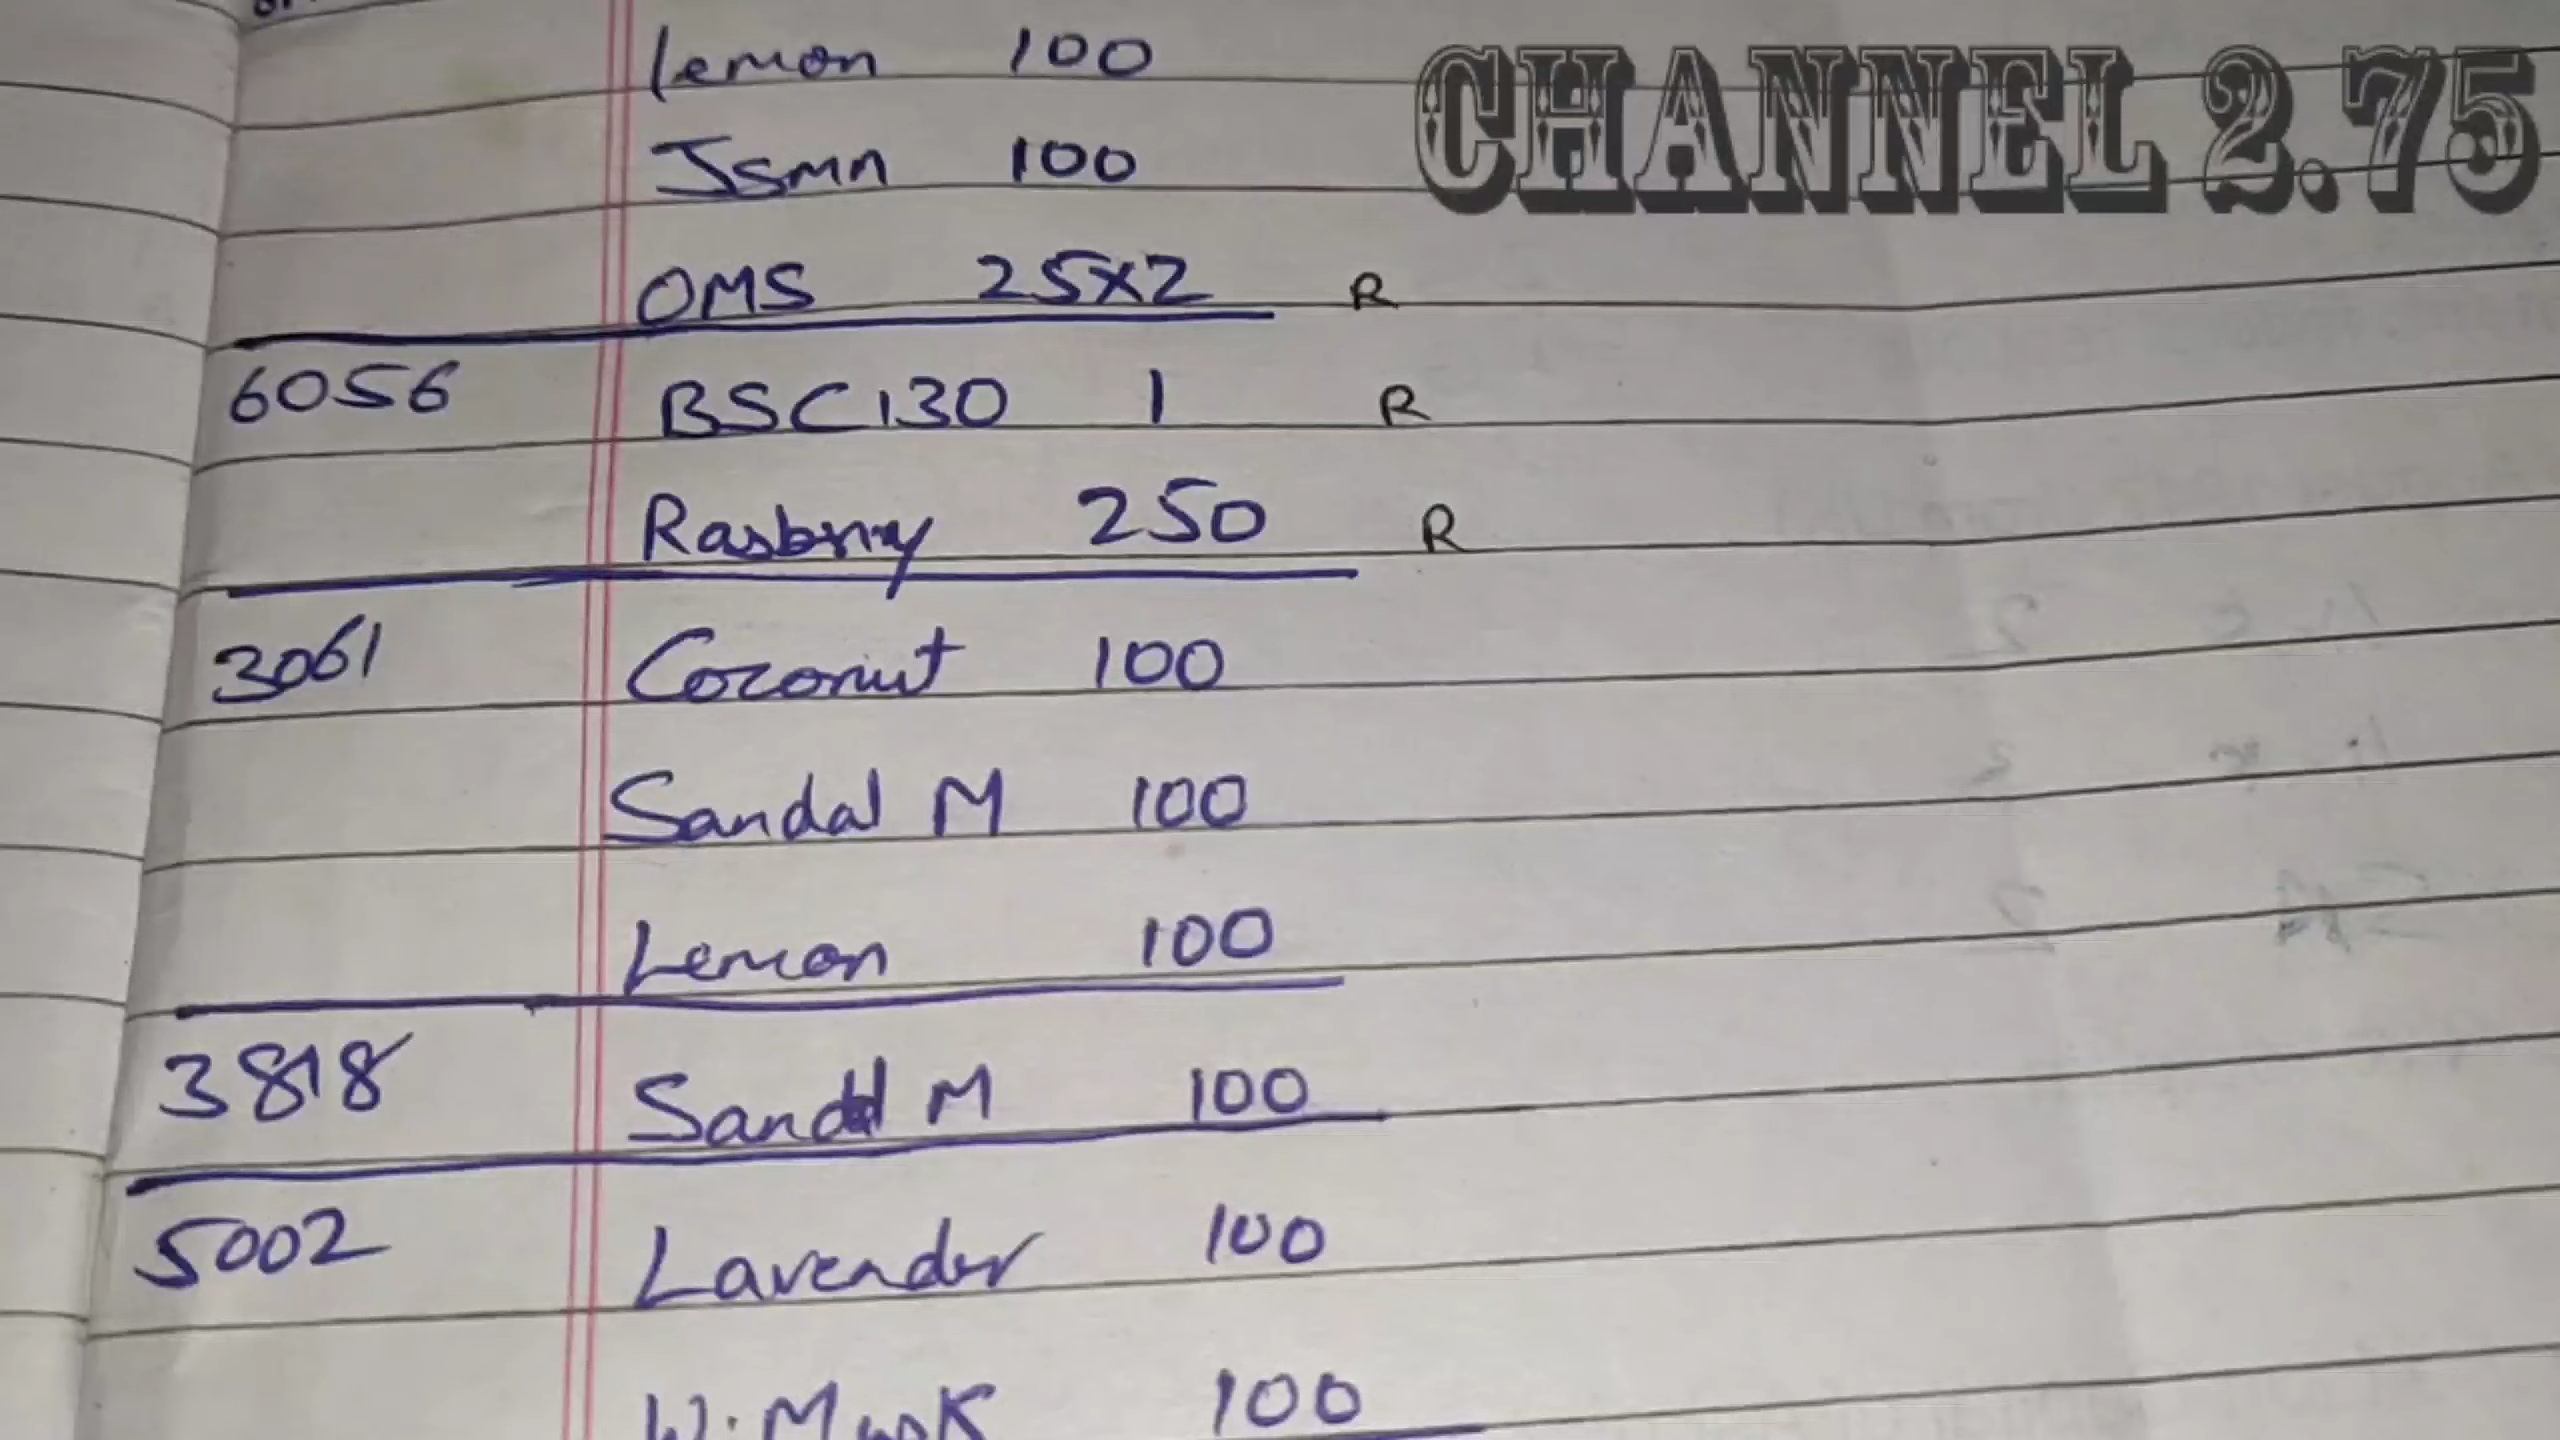 lemon 100
CHANNEL 2.75
Jsmn 100
OMS 25x2 R
6056 BSC130 1 R
Rasbrry 250 R
3061 Coconut 100
Sandal M 100
Lemon 100
3818 Sandal M 100
5002 Lavender 100
W. Musk 100